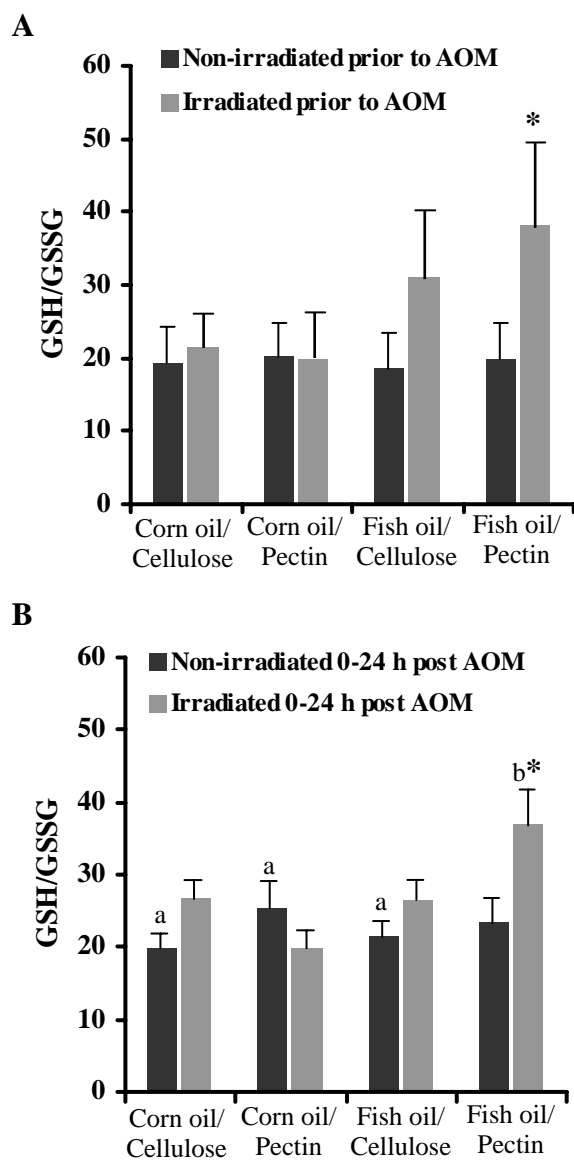 A
Non-irradiated prior to AOM
Irradiated prior to AOM
60
50
40
30
20
10
0
GSH/GSSG
*
Corn oil/ Corn oil/ Fish oil/ Fish oil/
Cellulose Pectin Cellulose Pectin
B
Non-irradiated 0-24 h post AOM
Irradiated 0-24 h post AOM
60
50
40
30
20
10
0
GSH/GSSG
a
a
a
b*
Corn oil/ Corn oil/ Fish oil/ Fish oil/
Cellulose Pectin Cellulose Pectin